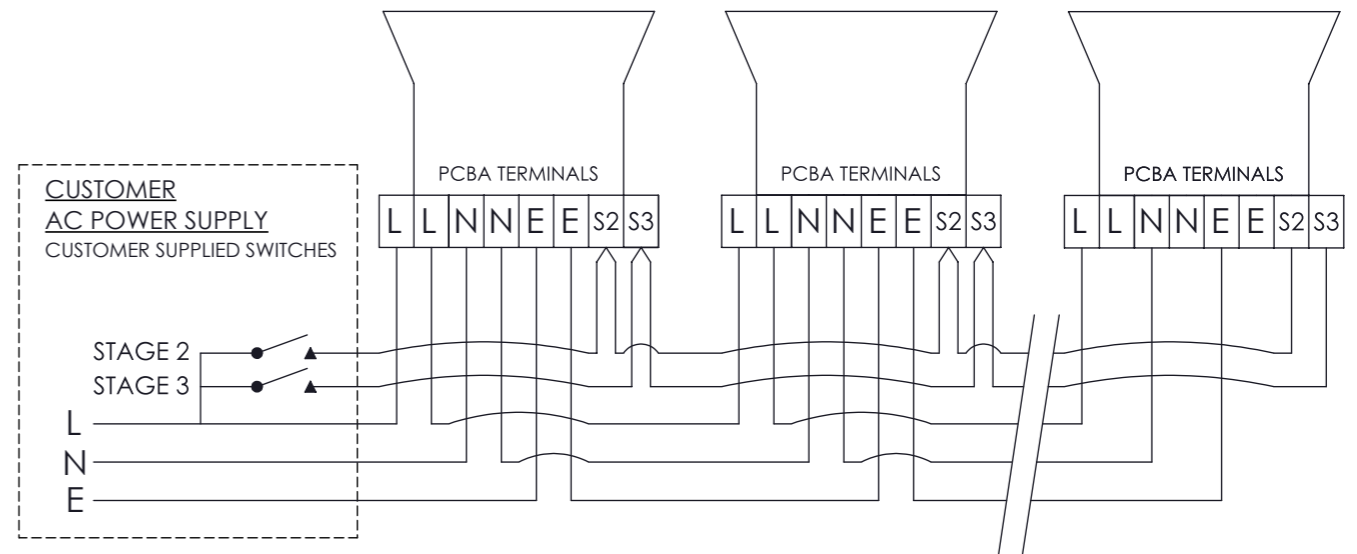 CUSTOMER
AC POWER SUPPLY
CUSTOMER SUPPLIED SWITCHES
STAGE 2
STAGE 3
L
N
E
PCBA TERMINALS
L L N N E E S2 S3
PCBA TERMINALS
L L N N E E S2 S3
PCBA TERMINALS
L L N N E E S2 S3